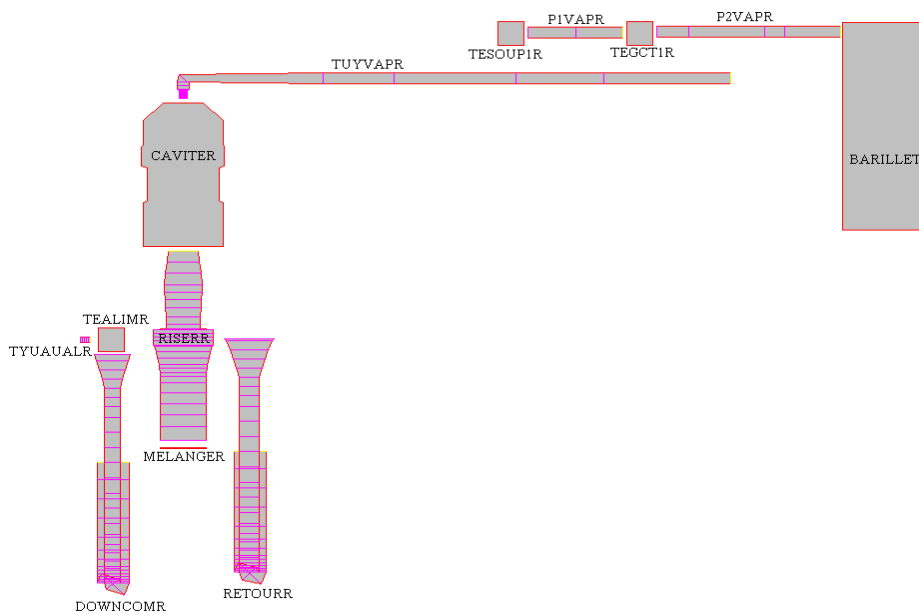 P1VAPR
P2VAPR
TESOUP1R
TEGCT1R
TUYVAPR
CAVITER
BARILLET
TEALIMR
RISERR
TYUAUALR
MELANGER
RETOURR
DOWNCOMR